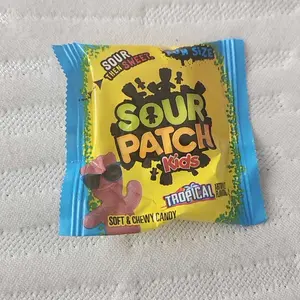 SOUR
THEN SWEET
FUN SIZE
SOUR
PATCH
Kids
TROPICAL
SOFT & CHEWY CANDY